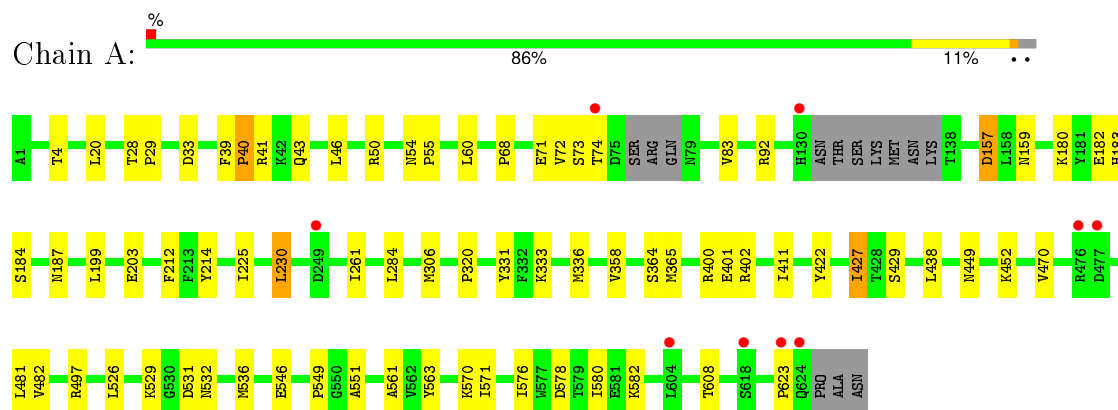 %
Chain A:
86% 11% • •
A1 T4 L20 T28 P29 D33 F39 P40 R41 K42 Q43 L46 R50 N54 P55 L60 P68 E71 V72 S73 T74 D75 SER ARG GLN N79 V83 R92 H130 ASN THR SER LYS MET ASN LYS T138 D157 L158 N159 K180 Y181 E182 H183
S184 N187 L199 E203 F212 F213 Y214 I225 L230 D249 I261 L284 M306 P320 Y331 F332 K333 M336 V358 S364 M365 R400 E401 R402 I411 Y422 I427 T428 S429 L438 N449 K452 V470 R476 D477
L481 V482 R497 L526 K529 G530 D531 N532 M536 E546 P549 G550 A551 A561 V562 Y563 K570 I571 I576 W577 D578 T579 I580 E581 K582 L604 T608 S618 P623 Q624 PRO ALA ASN